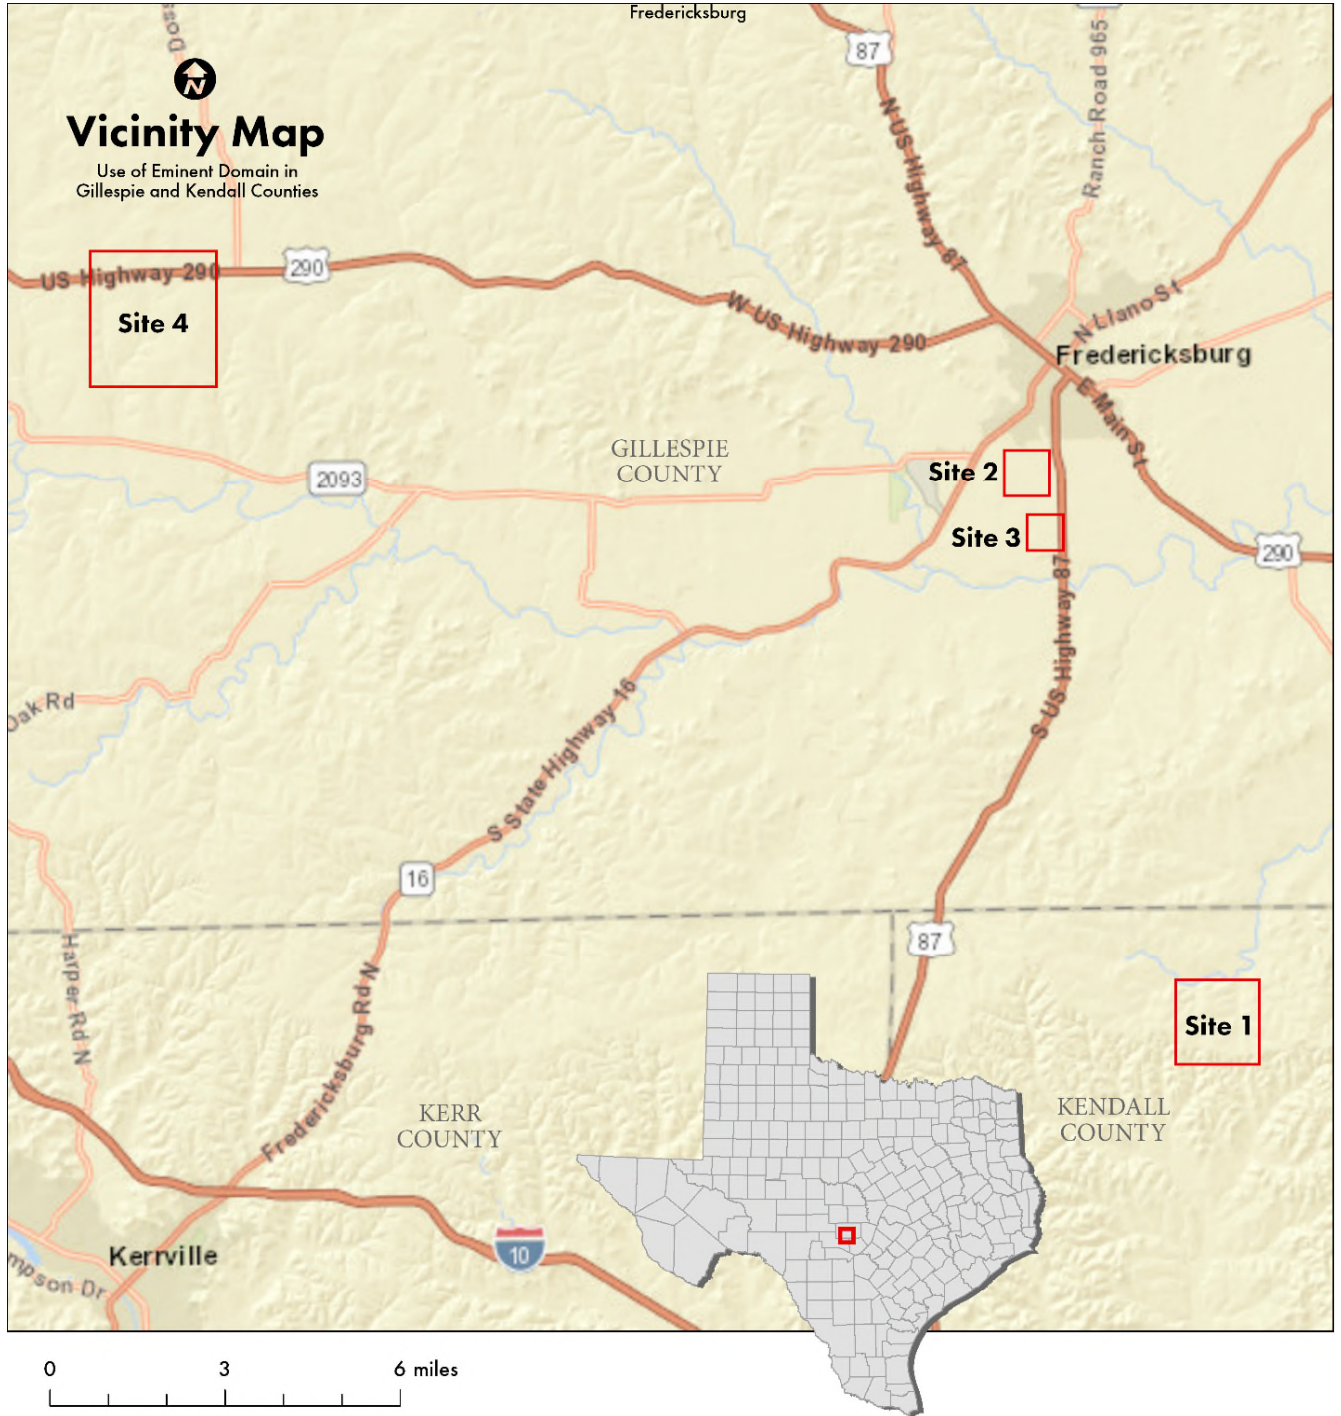 Fredericksburg
87
Ranch Road 965
N
Vicinity Map
Use of Eminent Domain in
Gillespie and Kendall Counties
N US Highway 87
US Highway 290
290
Site 4
W US Highway 290
N Llano St
Fredericksburg
E Main St
GILLESPIE
COUNTY
2093
Site 2
Site 3
290
S US Highway 87
Oak Rd
S State Highway 16
16
87
Harper Rd N
Fredericksburg Rd N
Site 1
KERR
COUNTY
KENDALL
COUNTY
Kerrville
10
0 3 6 miles